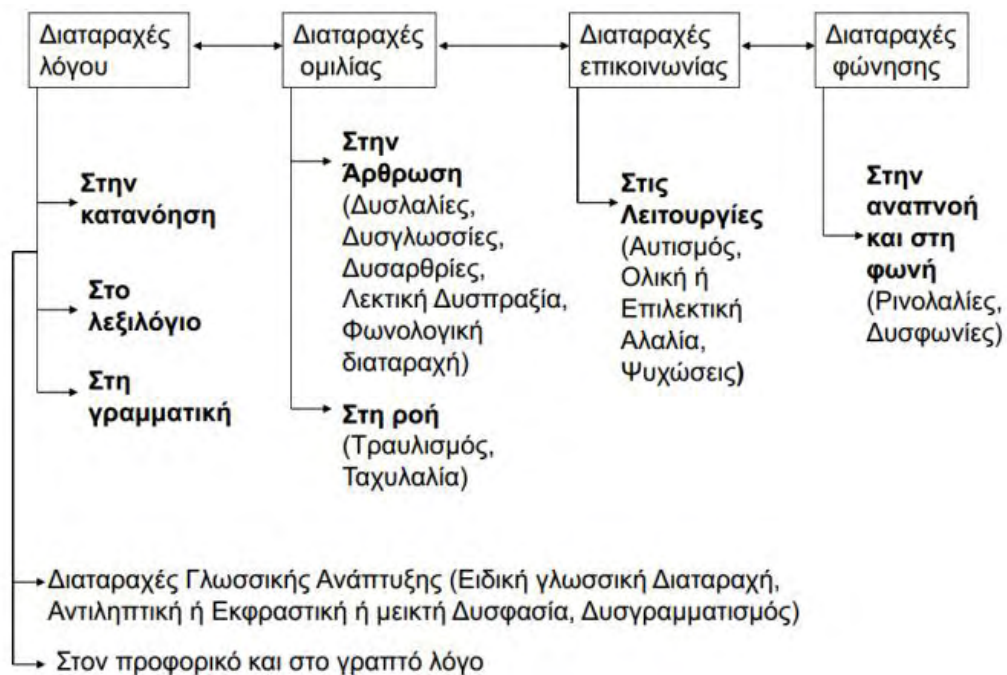 Διαταραχές
λόγου
Διαταραχές
ομιλίας
Διαταραχές
επικοινωνίας
Διαταραχές
φώνησης
Στην
κατανόηση
Στο
λεξιλόγιο
Στη
γραμματική
Στην
Άρθρωση
(Δυσλαλίες,
Δυσγλωσσίες,
Δυσαρθρίες,
Λεκτική Δυσπραξία,
Φωνολογική
διαταραχή)
Στη ροή
(Τραυλισμός,
Ταχυλαλία)
Στις
Λειτουργίες
(Αυτισμός,
Ολική ή
Επιλεκτική
Αλαλία,
Ψυχώσεις)
Στην
αναπνοή
και στη
φωνή
(Ρινολαλίες,
Δυσφωνίες)
Διαταραχές Γλωσσικής Ανάπτυξης (Ειδική γλωσσική Διαταραχή,
Αντιληπτική ή Εκφραστική ή μεικτή Δυσφασία, Δυσγραμματισμός)
Στον προφορικό και στο γραπτό λόγο